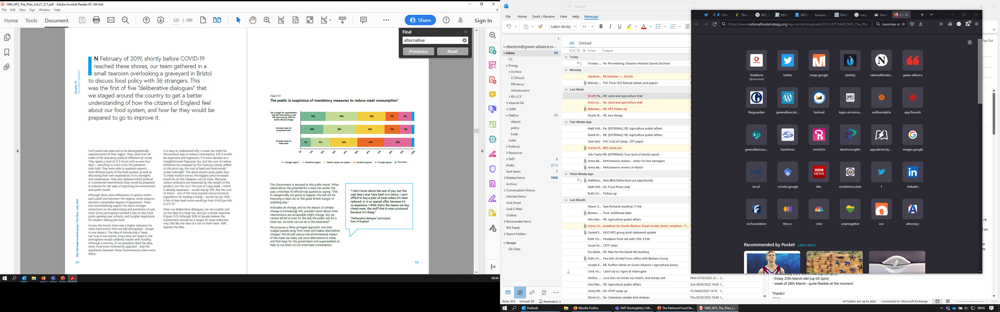 1669_NFS_The_Plan_July21_S11.pdf - Adobe Acrobat Reader DC (64-bit)
File Edit View Sign Window Help
Home Tools Document 122 / 290 Share Sign In
Find
alternative
Previous Next
Chapter 13
The protein transition
IN February of 2019, shortly before COVID-19
reached these shores, our team gathered in a
small tearoom overlooking a graveyard in Bristol
to discuss food policy with 36 strangers. This
was the first of five "deliberative dialogues" that
we staged around the country to get a better
understanding of how the citizens of England feel
about our food system, and how far they would be
prepared to go to improve it.
Each panel was selected to be demographically-
representative of their region. They came from all
walks of life and every political affiliation (or none).
They spent a total of 12.5 hours with us over four
days – switching to Zoom once the pandemic
took hold. They were able to question experts
from different parts of the food system, as well as
discussing their own experiences of its strengths
and weaknesses. They also debated which political
or commercial interventions they would be prepared
to tolerate for the sake of improving the environment
and public health.
Although there were differences of opinion within
each panel and between the regions, some subjects
elicited a remarkable degree of agreement. There
was overwhelming support for much stronger
restrictions on the advertising and promotion of junk
food. Some participants wanted a ban on fast food
joints opening near schools, and tougher regulations
for retailers selling junk food.
Across the board, there was a higher tolerance for
state intervention than we had anticipated – except
in one respect. The idea of introducing a "meat
tax" was a non-starter. Every time we raised it, the
atmosphere would suddenly crackle with hostility.
Although a minority of our panellists liked the idea,
many more were vehemently opposed – and the
arguments between these instantaneous tribes were
fierce.
It is easy to understand why. A meat tax might be
the quickest way to reduce consumption, but it would
be expensive and regressive. If it were devised as a
straightforward Pigouvian tax, and the cost of carbon
emissions (as assessed by the Treasury) simply added
to the price tag, the cost of beef and lamb would
rocket overnight. This alone would cause public fury.
To make matters worse, the biggest price increases
would be on the cheapest cuts of meat. (Because
carbon emissions are measured by the weight of the
product, not the cut.) The cost of rump steak – which
is already expensive – would rise by 31%. But the cost
of mince – one of the most popular and economical
ingredients for feeding a family – would rise by 145%.
A kilo of lean beef mince would go from £4.80 per kilo
to £11.76.1
After our deliberative dialogues, we ran a public poll
on the idea of a meat tax, and got a similar response
(Figure 13.1). Although 50% of people believe the
Government should set a target for meat reduction,
only 26% like the idea of a tax on fresh meat. 48%
oppose the idea.
The National Food Strategy: The Plan – July 2021
121
Figure 13.1
The public is suspicious of mandatory measures to reduce meat consumption2
Set a target for supermarkets
and fast food chains to sell
10% less meat by 2030 to
tackle climate change
22% 28% 25% 11% 12%
Increase taxes on
processed meat
20% 28% 26% 13% 11%
Increase taxes on
fresh meat
9% 17% 24% 23% 25%
0% 10% 20% 30% 40% 50% 60% 70% 80% 90% 100%
Strongly support Somewhat support Neither support nor oppose Somewhat oppose Strongly oppose Don't know
The Government is attuned to this public mood. When
asked about the potential for a meat tax earlier this
year, a Number 10 official was quoted as saying: "This
is categorically not going to happen. We will not be
imposing a meat tax on the great British banger or
anything else."
Attitudes do change, and as the impact of climate
change is increasingly felt, people's views about what
interventions are acceptable might change. But we
cannot afford to wait for the day the public ask for a
meat tax. So what can we do in the meantime?
We propose a three-pronged approach: one that
nudges people away from meat and makes alternatives
cheaper. We should reduce the environmental impact
of the meat we make, eat more alternatives to meat,
and find ways for the government and supermarkets to
help us cut down on our total meat consumption.
"I don't know about the rest of you, but the
only time I ever have beef is in mince. I can't
afford to buy a joint of meat unless it's been
reduced, or is on special offer, because it's
so expensive. I think that's the reason we buy
cheap meat, the stuff that is mass produced,
because it's cheap."
"Deliberative dialogue" participant,
East of England
122
09:44
Search
File Home Send / Receive View Help Message
Calibri (Body) 11 B I U A
Pop Out
dbenton@green-alliance.or...
Inbox 89
CC
Energy
Archive
CCSFossil
Efficiency
Infrastructure
RE+LCF
Internal GA
LMM
NatEnv 11
datavis
policy
trade
notes
Political
Resources
SMT 2
Drafts [211]
Sent Items 1
Deleted Items 7009
Archive
Conversation History
Infected Items
Junk Email
Junk E-Mail
Outbox
Recoverable Items
RSS Feeds
Search Folders
Groups
GA-Data
All Unread
From Subject
Today
Thomas ... Re: Pre-meeting: Shadow Minister Daniel Zeichner
Monday
Gardiner... RE:Siobhan <> Dustin
Belinda ... FW: Final CEO Retreat details and papers
Last Week
[Draft] Pa... RE: Land and agriculture chat
Anna Jo... Re: Land and agriculture chat
Bateman,... RE: NFS follow up
Dustin B... RE: two things
Two Weeks Ago
Matt Will... Re: [EXTERNAL]: RE: Agriculture public affairs
David W... RE: [EXTERNAL]: RE: Agriculture public affairs
Sam Alvis FW: Cost of Living - STF paper
Yvonne R... BEIS Land-use
Alec Taylor RE: [EXTERNAL]: Your land of plenty report
Jenny Ba... Performance reviews - notes for line managers
Jenny Ba... Performance reviews in March
Three Weeks Ago
Matthew... New BEIS/Defra land use opportunity
Matt Will... Re: Food Prices chat
Ruth Ch... Follow up
Last Month
Shaun S... Sam Richards meeting 11 feb
Benton, ... Fwd: Additional data
Alex Mac... RE: Agriculture public affairs
Areeq Ch... Invitation for Dustin Benton: Royal Society drinks reception - T...
Carmel E... NGO NFS group joint statement update
Ruth Ch... Feedback from call with CEN, 9 Feb
Susan Ev... CETF slides
Roz Bulle... RE: Plan for the David Hill meeting
Ruth Ch... Few bits of intel from coffee with Barbara Young
Joseph E... RE: Further detail on Green Alliance's agricultural policy
Chris Ve... Catch Up w/ Signe at Aldersgate
Xanthe, ... Love lives on inside our hearts, and always will Mon 07/02/2022 22... 2...
Alex Mac... RE: Agriculture public affairs Sun 06/02/2022 16:05 1...
Jonny Rit... Re: WWF wrap up Fri 04/02/2022 10:16 1...
Stevie Gr... Re: Campaign update and strategy Thu 03/02/2022 18:48 1...
Items: 852 Unread: 89 Reminders: 3
Chris The n NFS_ Efficie NEVO towards-a Meth craig Green Ne
https://www.nationalfoodstrategy.org/wp-content/uploads/2021/07/1669_NFS_The_Plan maximise cc
Vodafone twitter maps.google darksky nationalfoodst... green-alliance
Sponsored
theguardian greenallianceb... fastmail login-uk.mime... wolframalpha app.flourish
greenallianceu... traintimes rome2rio electricinsights app.electricity... images.google
loco2 scholar.google bbc evisaforms.state t linkedin
racfoundation theccc cnbc solartogether oec attorneys
Recommended by Pocket Learn more
- wednesday 23rd March AM (up till 2pm)
- friday 25th March AM (up till 2pm)
- week of 28th March - quite flexible at the moment
Thanks!
All folders are up to date. Connected to: Microsoft Exchange 100%
Outlook Mozilla Firefox SMT (fortnightly) | Mi... The National Food Str... 1669_NFS_The_Plan_J... 09:44